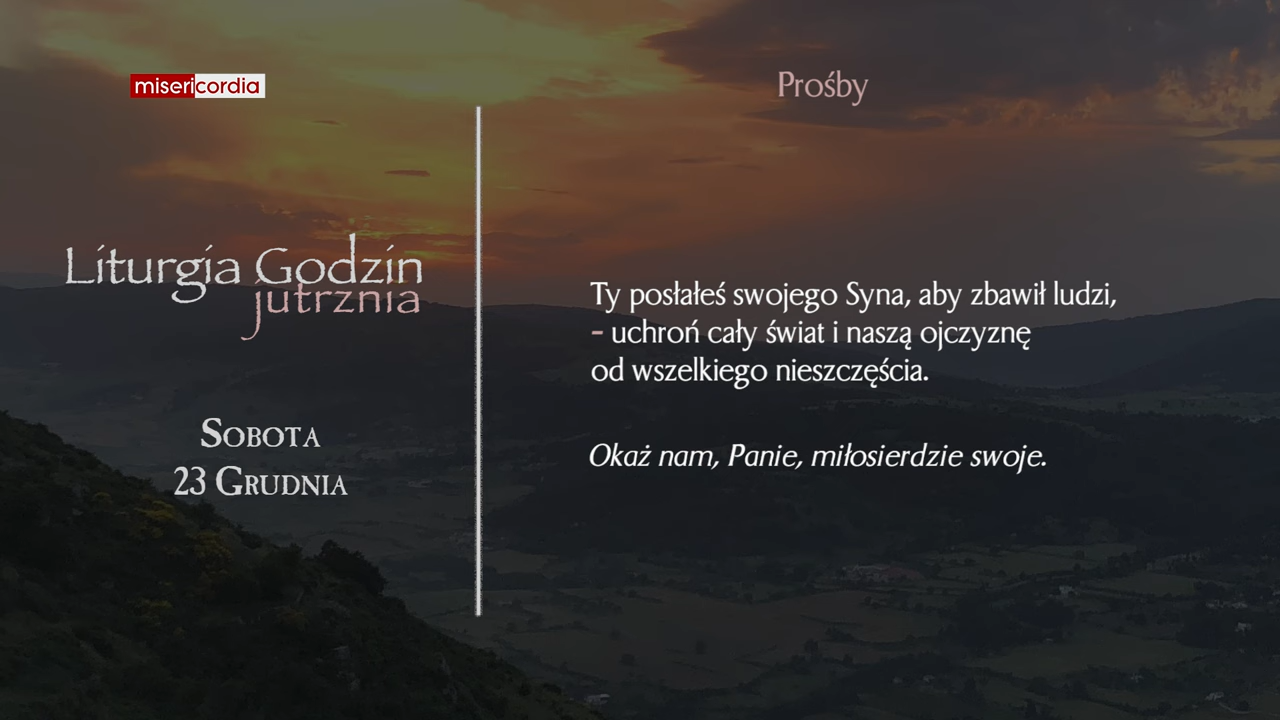 misericordia
Liturgia Godzin
jutrznia
Sobota
23 Grudnia
Prośby
Ty posłałeś swojego Syna, aby zbawił ludzi,
- uchroń cały świat i naszą ojczyznę
od wszelkiego nieszczęścia.
Okaż nam, Panie, miłosierdzie swoje.